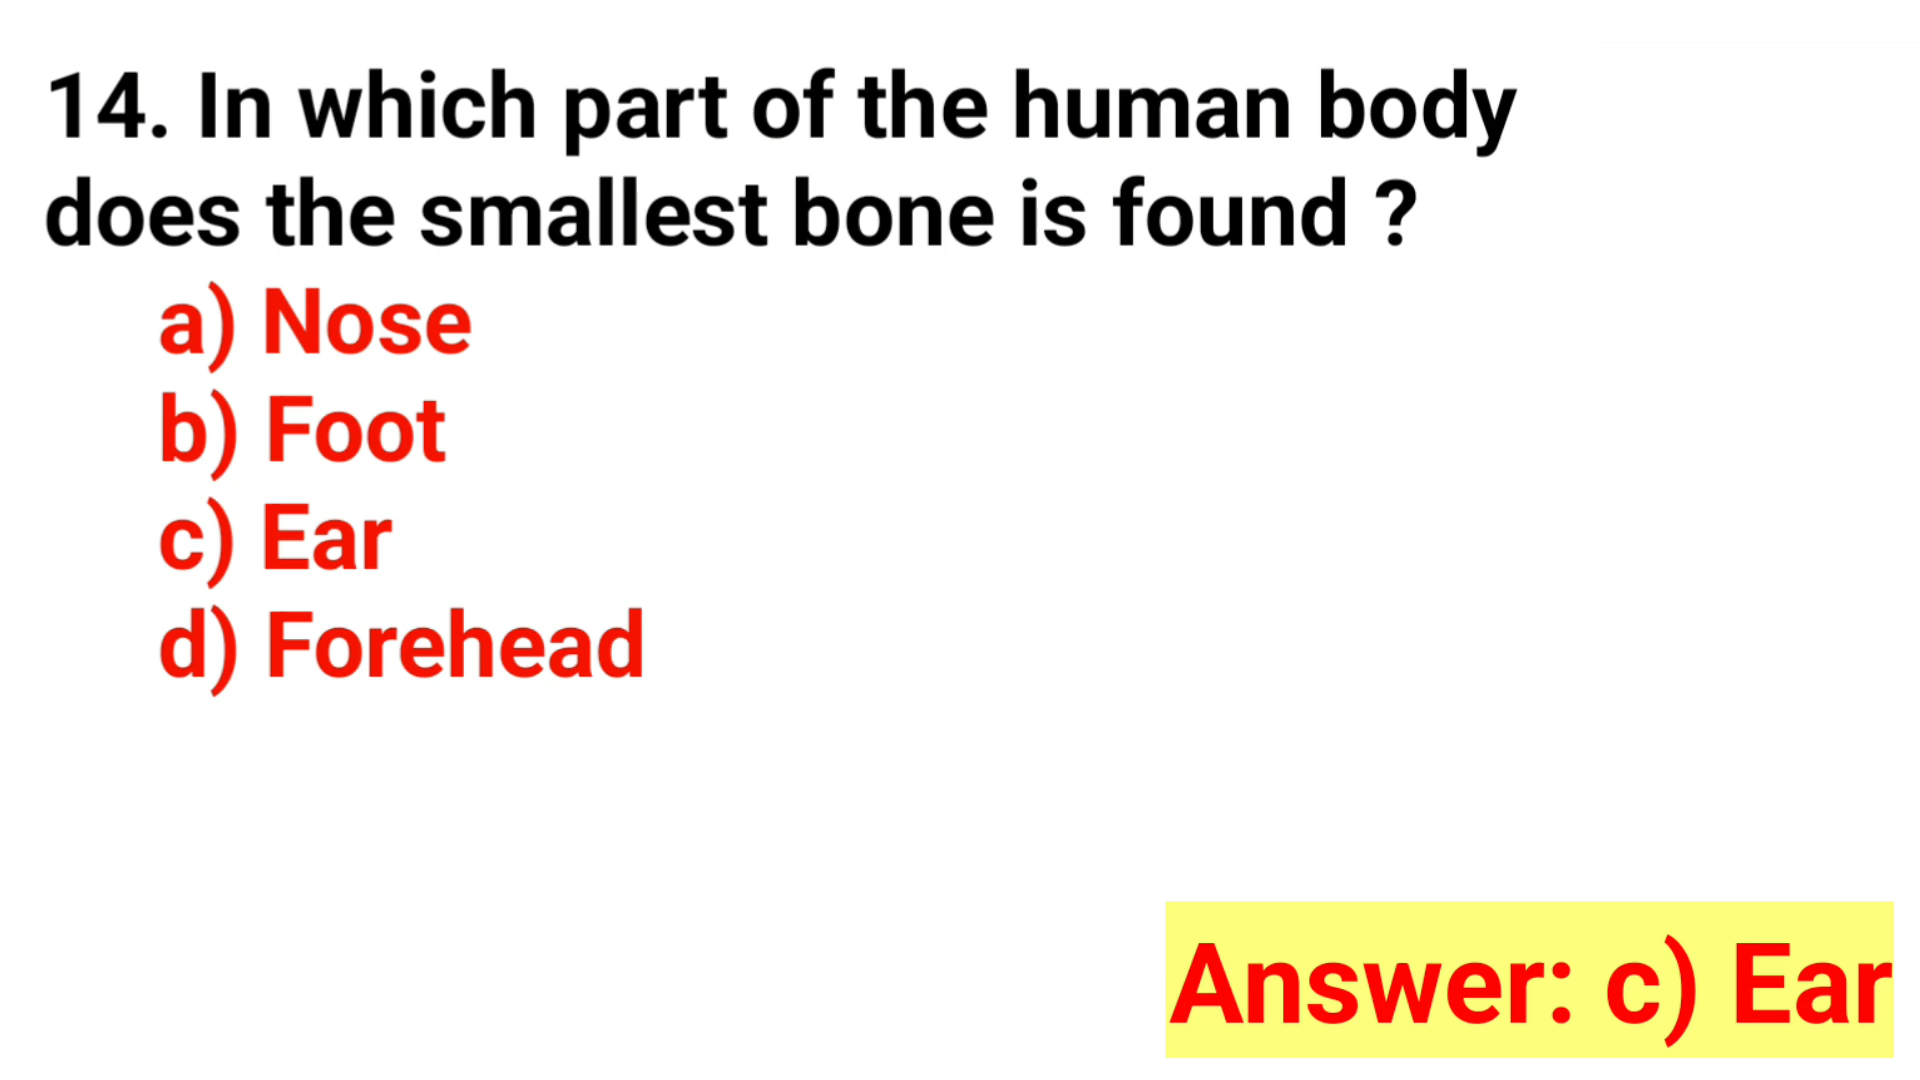 14. In which part of the human body
does the smallest bone is found ?
a) Nose
b) Foot
c) Ear
d) Forehead
Answer: c) Ear